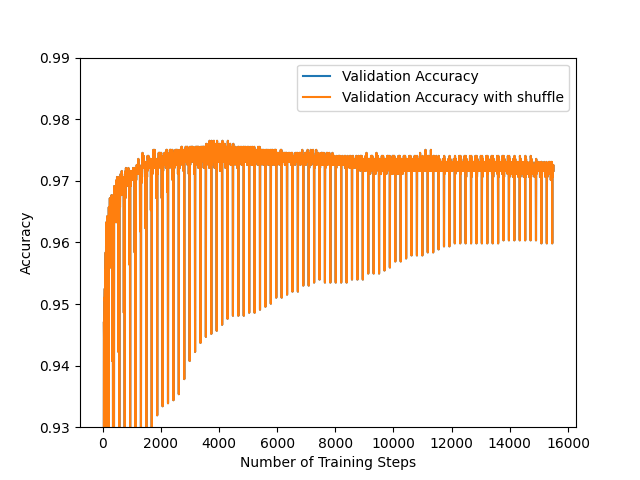 0.99
0.98
0.97
0.96
0.95
0.94
0.93
Accuracy
Validation Accuracy
Validation Accuracy with shuffle
0 2000 4000 6000 8000 10000 12000 14000 16000
Number of Training Steps